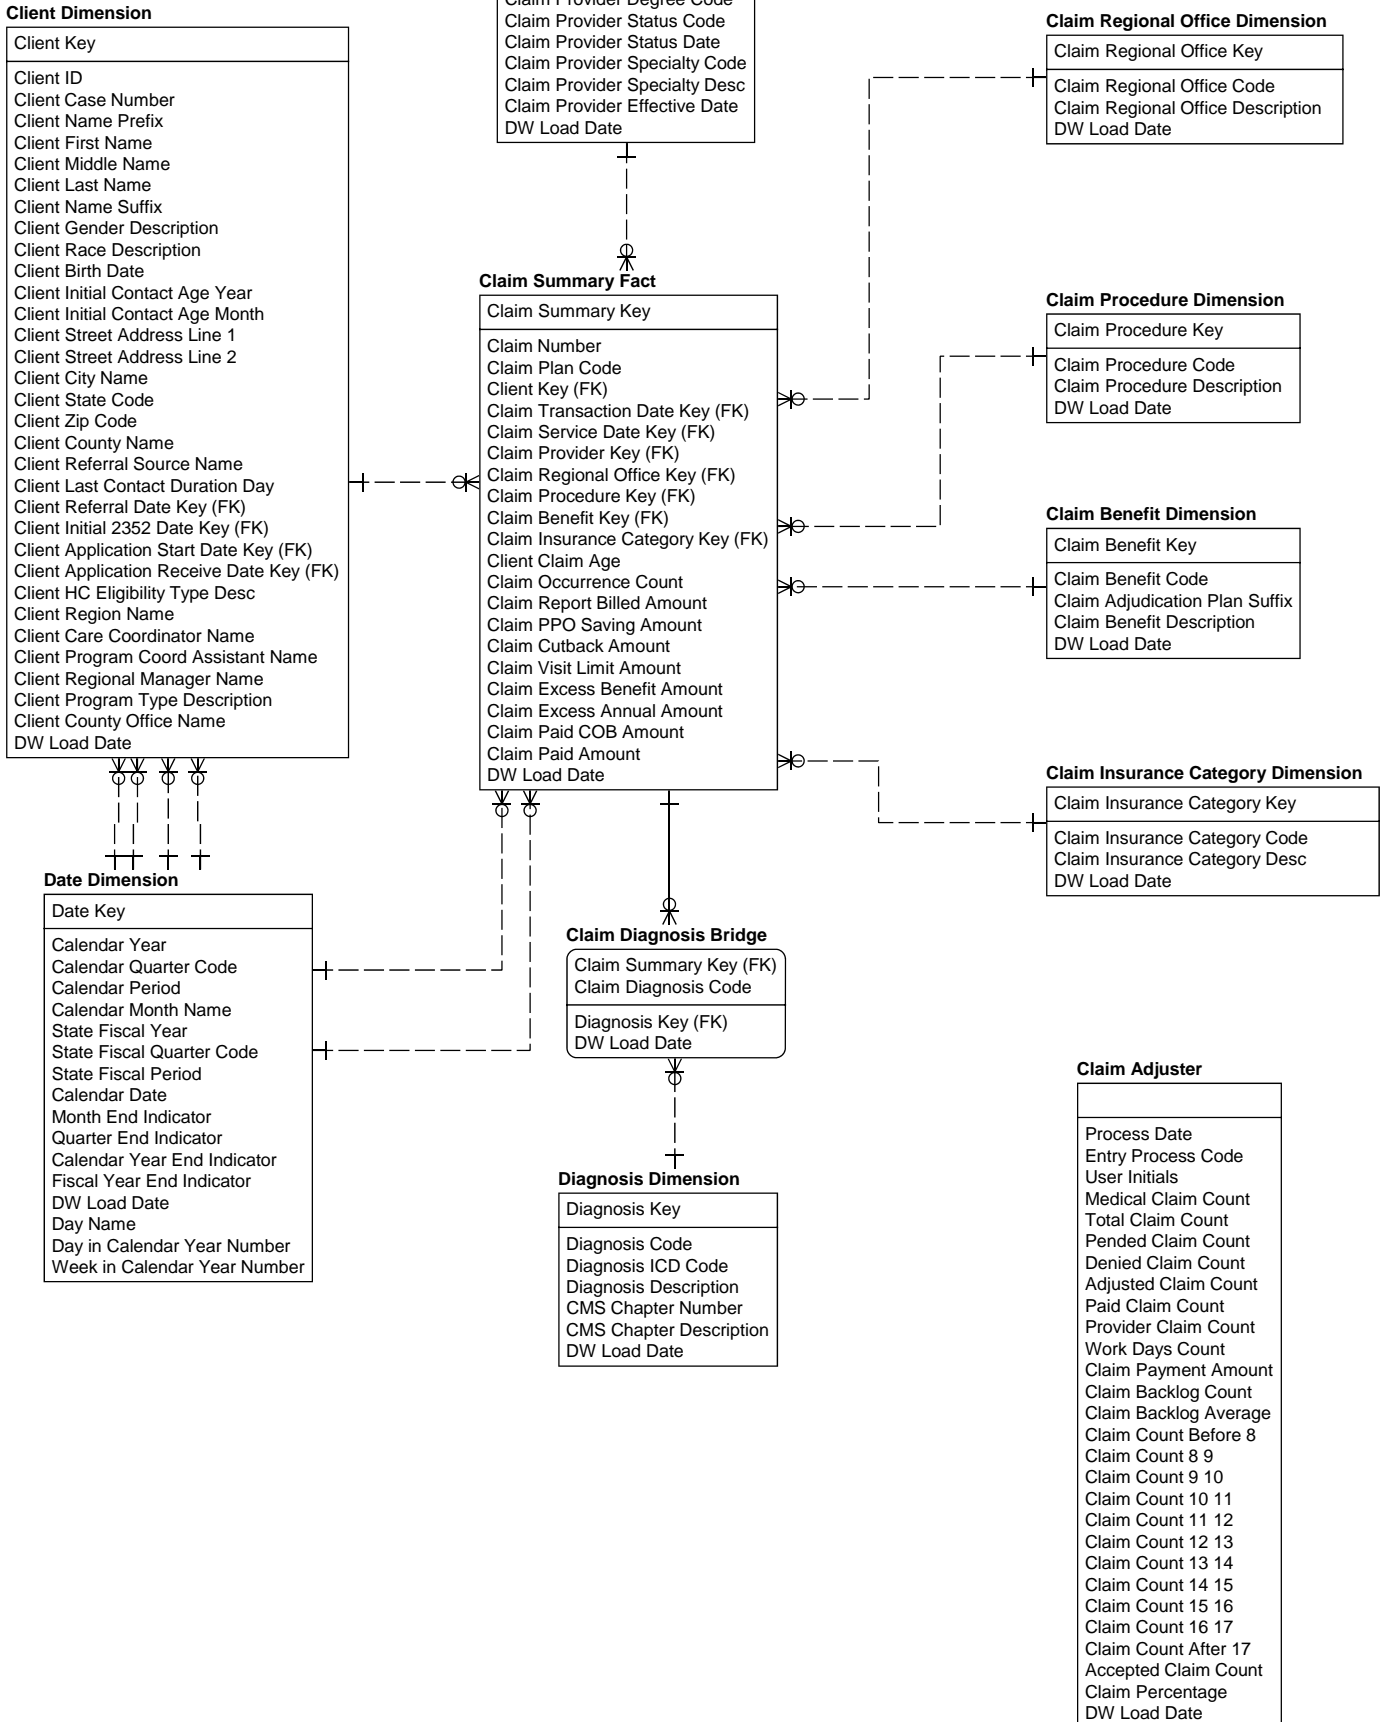 Client Dimension
Client Key
Client ID
Client Case Number
Client Name Prefix
Client First Name
Client Middle Name
Client Last Name
Client Name Suffix
Client Gender Description
Client Race Description
Client Birth Date
Client Initial Contact Age Year
Client Initial Contact Age Month
Client Street Address Line 1
Client Street Address Line 2
Client City Name
Client State Code
Client Zip Code
Client County Name
Client Referral Source Name
Client Last Contact Duration Day
Client Referral Date Key (FK)
Client Initial 2352 Date Key (FK)
Client Application Start Date Key (FK)
Client Application Receive Date Key (FK)
Client HC Eligibility Type Desc
Client Region Name
Client Care Coordinator Name
Client Program Coord Assistant Name
Client Regional Manager Name
Client Program Type Description
Client County Office Name
DW Load Date
Claim Provider Degree Code
Claim Provider Status Code
Claim Provider Status Date
Claim Provider Specialty Code
Claim Provider Specialty Desc
Claim Provider Effective Date
DW Load Date
Claim Regional Office Dimension
Claim Regional Office Key
Claim Regional Office Code
Claim Regional Office Description
DW Load Date
Claim Summary Fact
Claim Summary Key
Claim Number
Claim Plan Code
Client Key (FK)
Claim Transaction Date Key (FK)
Claim Service Date Key (FK)
Claim Provider Key (FK)
Claim Regional Office Key (FK)
Claim Procedure Key (FK)
Claim Benefit Key (FK)
Claim Insurance Category Key (FK)
Client Claim Age
Claim Occurrence Count
Claim Report Billed Amount
Claim PPO Saving Amount
Claim Cutback Amount
Claim Visit Limit Amount
Claim Excess Benefit Amount
Claim Excess Annual Amount
Claim Paid COB Amount
Claim Paid Amount
DW Load Date
Claim Procedure Dimension
Claim Procedure Key
Claim Procedure Code
Claim Procedure Description
DW Load Date
Claim Benefit Dimension
Claim Benefit Key
Claim Benefit Code
Claim Adjudication Plan Suffix
Claim Benefit Description
DW Load Date
Claim Insurance Category Dimension
Claim Insurance Category Key
Claim Insurance Category Code
Claim Insurance Category Desc
DW Load Date
Date Dimension
Date Key
Calendar Year
Calendar Quarter Code
Calendar Period
Calendar Month Name
State Fiscal Year
State Fiscal Quarter Code
State Fiscal Period
Calendar Date
Month End Indicator
Quarter End Indicator
Calendar Year End Indicator
Fiscal Year End Indicator
DW Load Date
Day Name
Day in Calendar Year Number
Week in Calendar Year Number
Claim Diagnosis Bridge
Claim Summary Key (FK)
Claim Diagnosis Code
Diagnosis Key (FK)
DW Load Date
Diagnosis Dimension
Diagnosis Key
Diagnosis Code
Diagnosis ICD Code
Diagnosis Description
CMS Chapter Number
CMS Chapter Description
DW Load Date
Claim Adjuster
Process Date
Entry Process Code
User Initials
Medical Claim Count
Total Claim Count
Pended Claim Count
Denied Claim Count
Adjusted Claim Count
Paid Claim Count
Provider Claim Count
Work Days Count
Claim Payment Amount
Claim Backlog Count
Claim Backlog Average
Claim Count Before 8
Claim Count 8 9
Claim Count 9 10
Claim Count 10 11
Claim Count 11 12
Claim Count 12 13
Claim Count 13 14
Claim Count 14 15
Claim Count 15 16
Claim Count 16 17
Claim Count After 17
Accepted Claim Count
Claim Percentage
DW Load Date